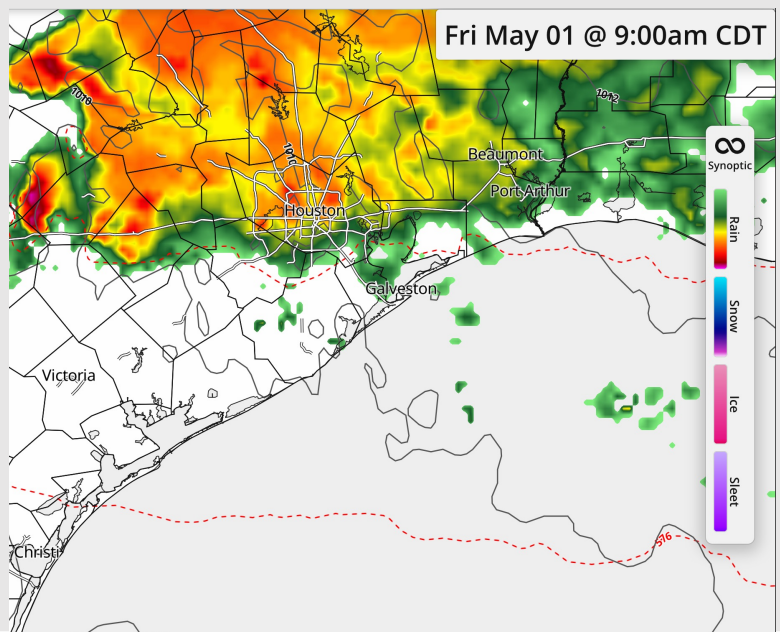 Fri May 01 @ 9:00am CDT
1010
1012
1010
Beaumont
Synoptic
Port Arthur
Houston
Rain
Galveston
Snow
Victoria
Ice
Sleet
576
Christi